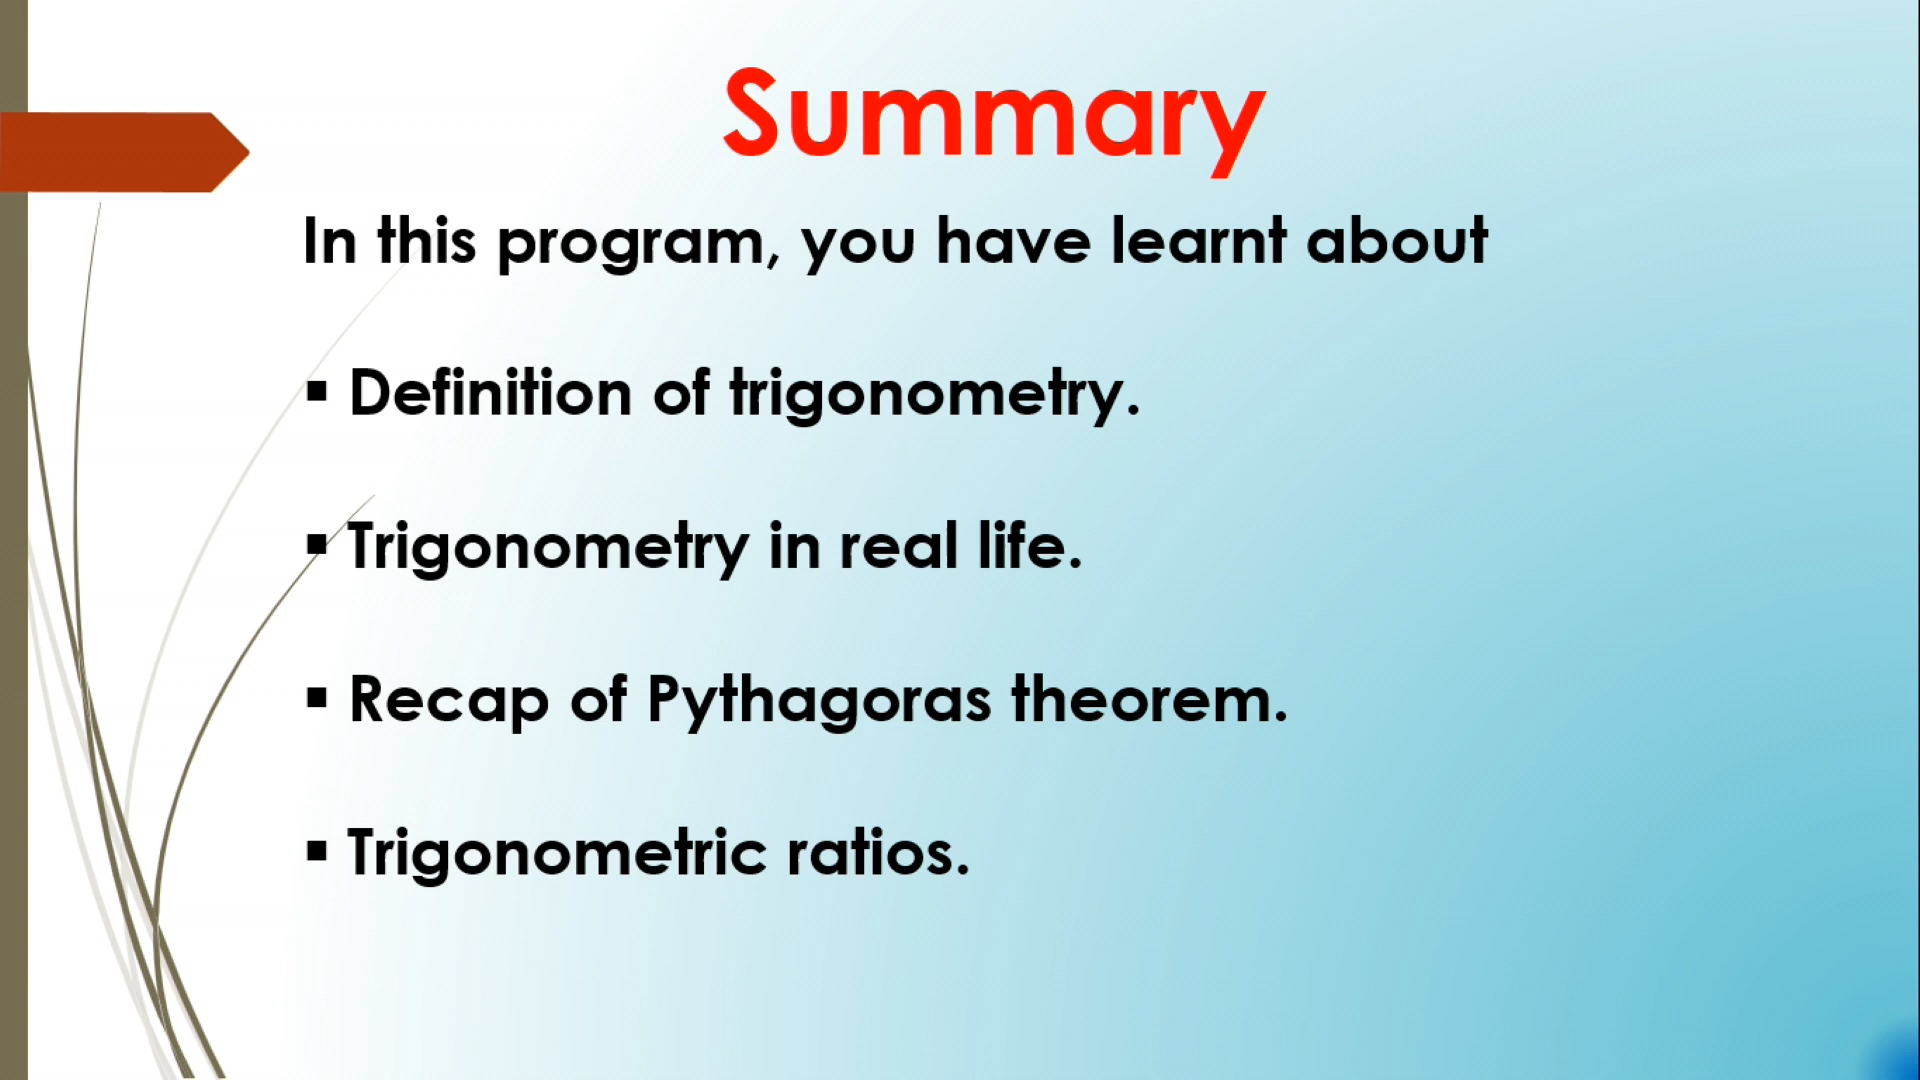 Summary
In this program, you have learnt about
▪ Definition of trigonometry.
▪ Trigonometry in real life.
▪ Recap of Pythagoras theorem.
▪ Trigonometric ratios.